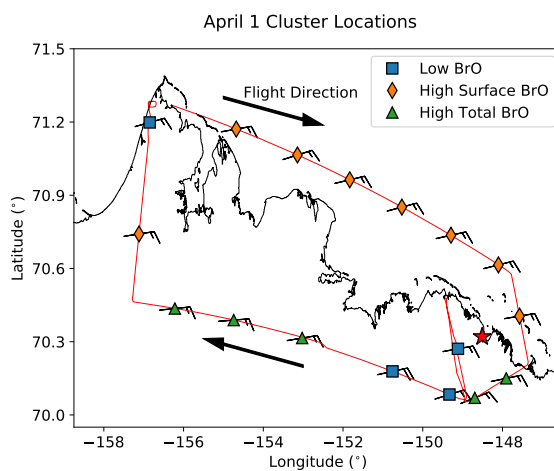 April 1 Cluster Locations
71.5
71.2
70.9
70.6
70.3
70.0
Latitude (°)
Flight Direction
Low BrO
High Surface BrO
High Total BrO
−158 −156 −154 −152 −150 −148
Longitude (°)